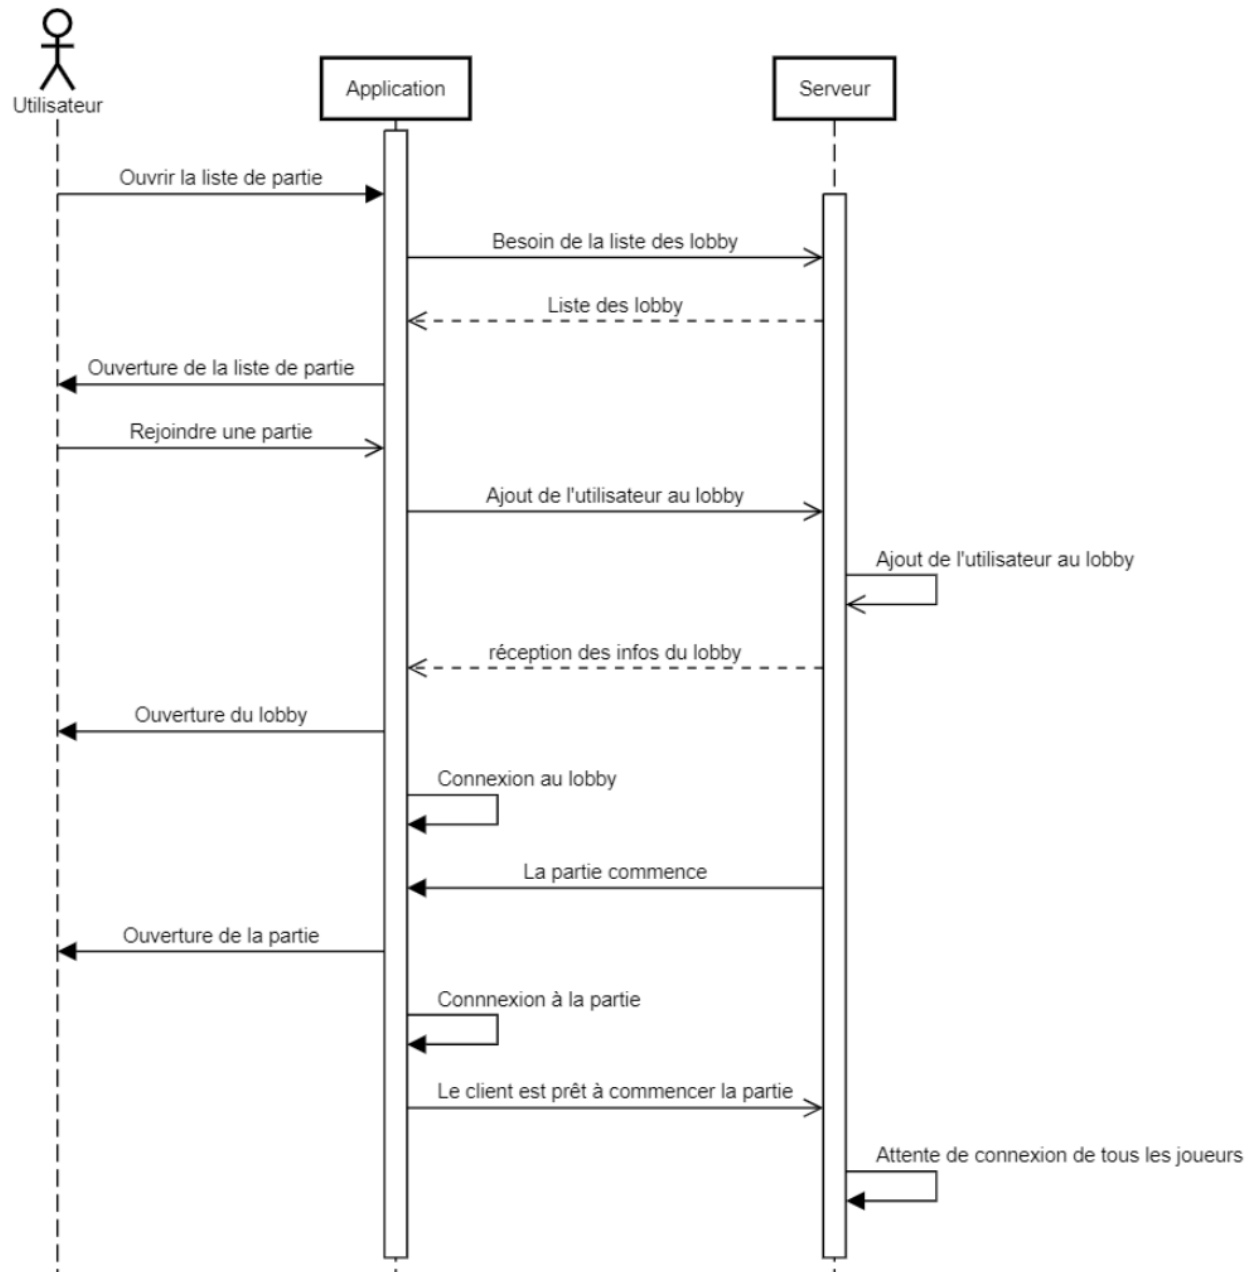 Utilisateur
Application
Serveur
Ouvrir la liste de partie
Besoin de la liste des lobby
Liste des lobby
Ouverture de la liste de partie
Rejoindre une partie
Ajout de l'utilisateur au lobby
Ajout de l'utilisateur au lobby
réception des infos du lobby
Ouverture du lobby
Connexion au lobby
La partie commence
Ouverture de la partie
Connnexion à la partie
Le client est prêt à commencer la partie
Attente de connexion de tous les joueurs